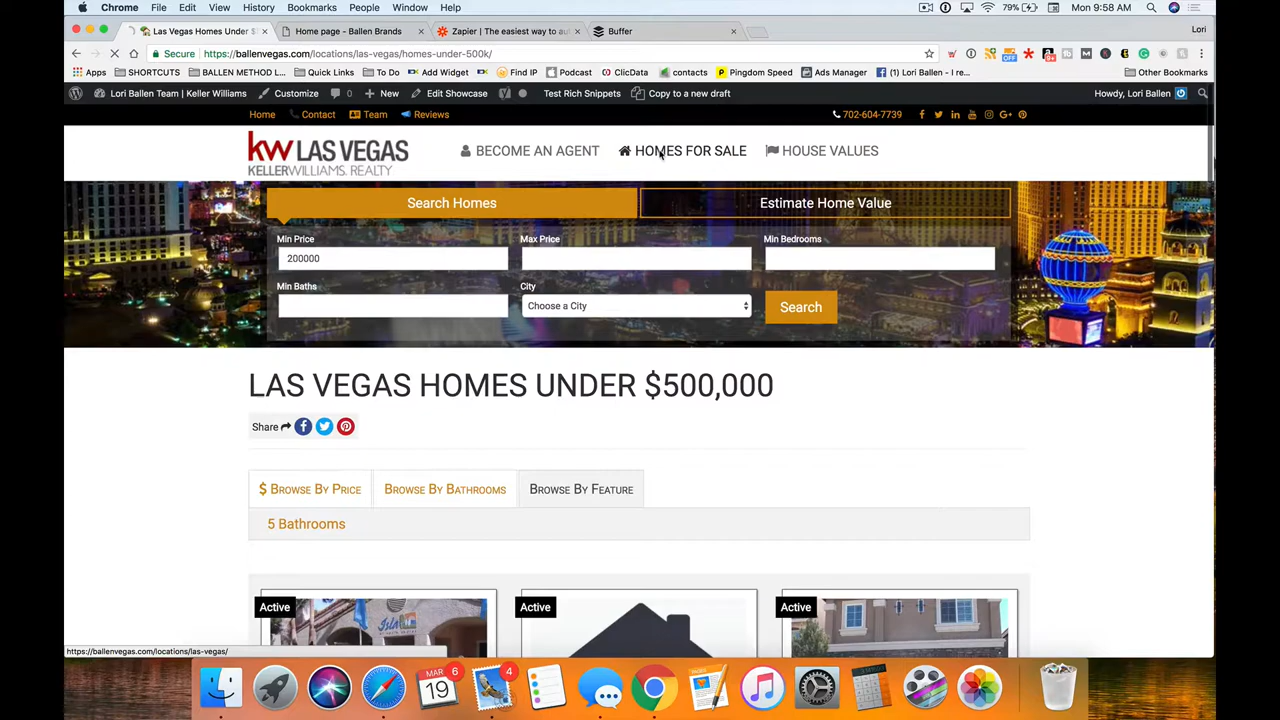 Chrome File Edit View History Bookmarks People Window Help 79% Mon 9:58 AM
Las Vegas Homes Under $ Home page - Ballen Brands Zapier | The easiest way to au Buffer Lori
Secure https://ballenvegas.com/locations/las-vegas/homes-under-500k/
Apps SHORTCUTS BALLEN METHOD L... Quick Links To Do Add Widget Find IP Podcast ClicData contacts Pingdom Speed Ads Manager (1) Lori Ballen - I re... Other Bookmarks
Lori Ballen Team | Keller Williams Customize 0 New Edit Showcase Test Rich Snippets Copy to a new draft Howdy, Lori Ballen
Home Contact Team Reviews 702-604-7739
kw LAS VEGAS
KELLERWILLIAMS. REALTY
BECOME AN AGENT HOMES FOR SALE HOUSE VALUES
Search Homes Estimate Home Value
Min Price Max Price Min Bedrooms
200000
Min Baths City
Choose a City Search
LAS VEGAS HOMES UNDER $500,000
Share
$ BROWSE BY PRICE BROWSE BY BATHROOMS BROWSE BY FEATURE
5 Bathrooms
Active Active Active
https://ballenvegas.com/locations/las-vegas/
MAR 6 4
19